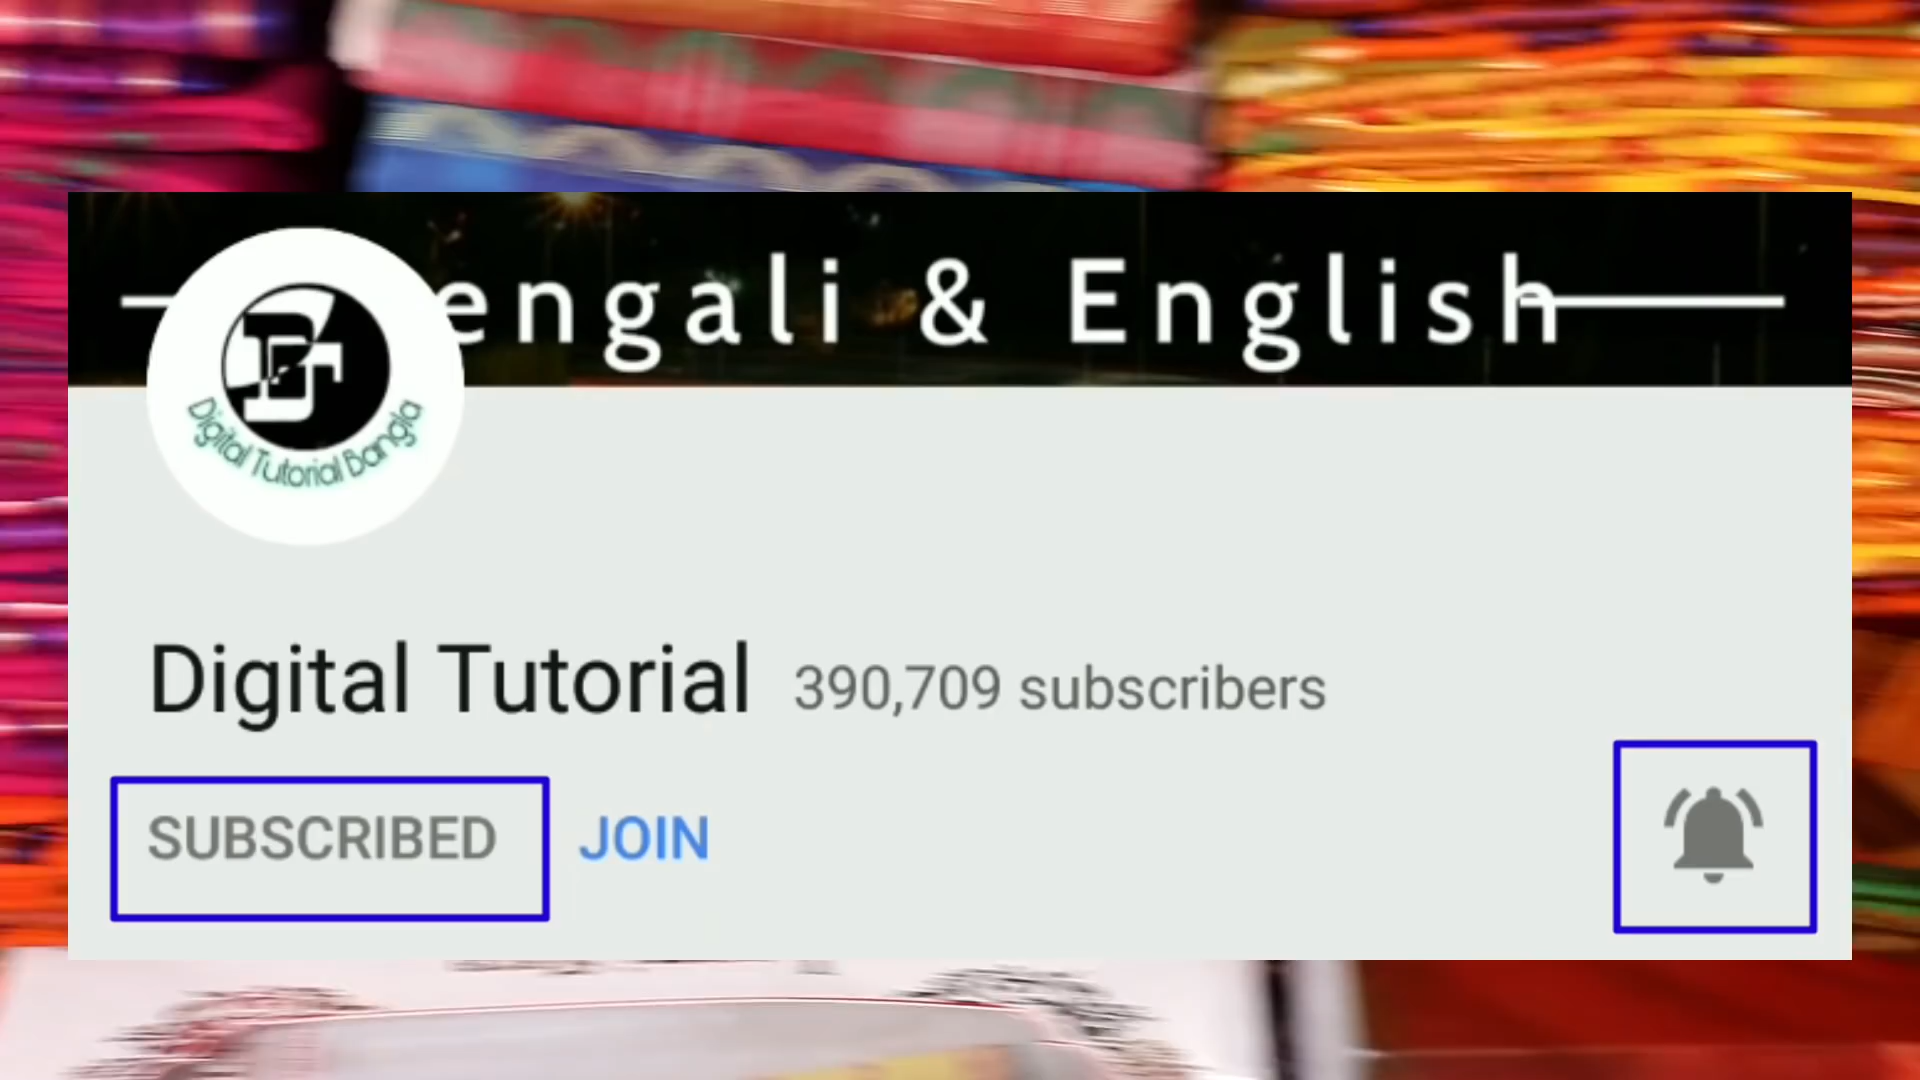 engali & English
Digital Tutorial Bangla
Digital Tutorial 390,709 subscribers
SUBSCRIBED JOIN